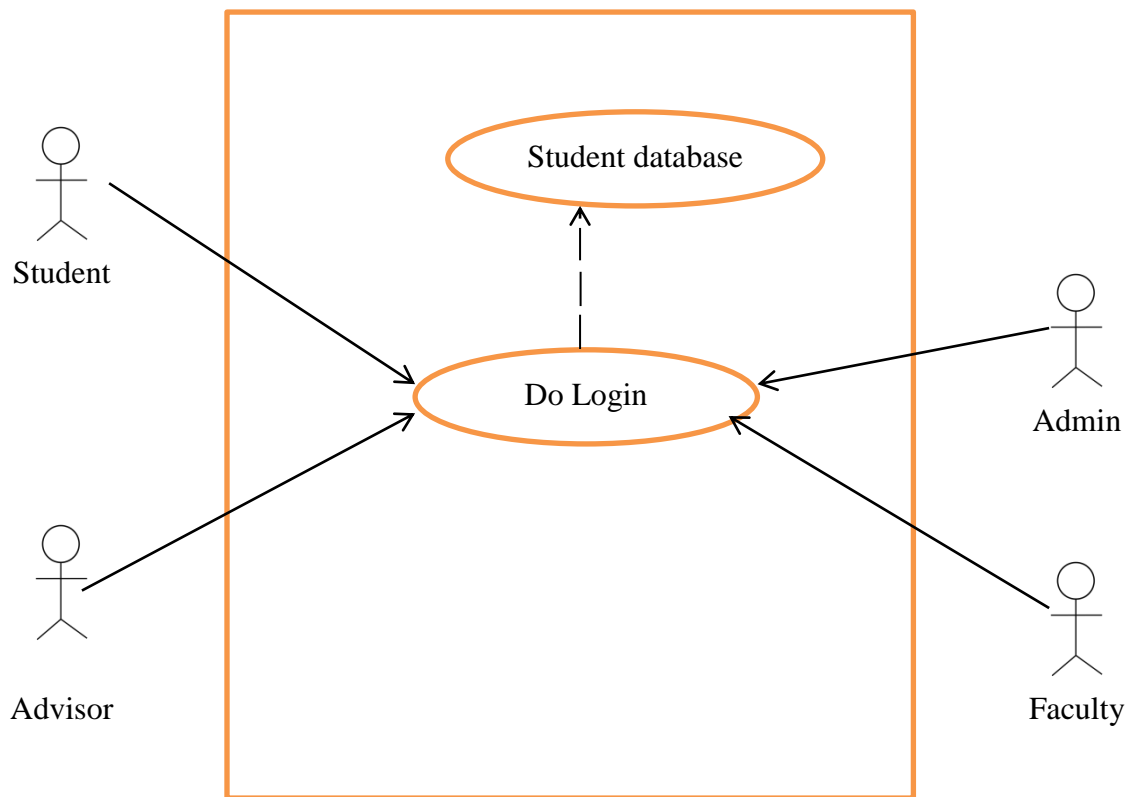 Student database
Student
Do Login
Admin
Advisor
Faculty